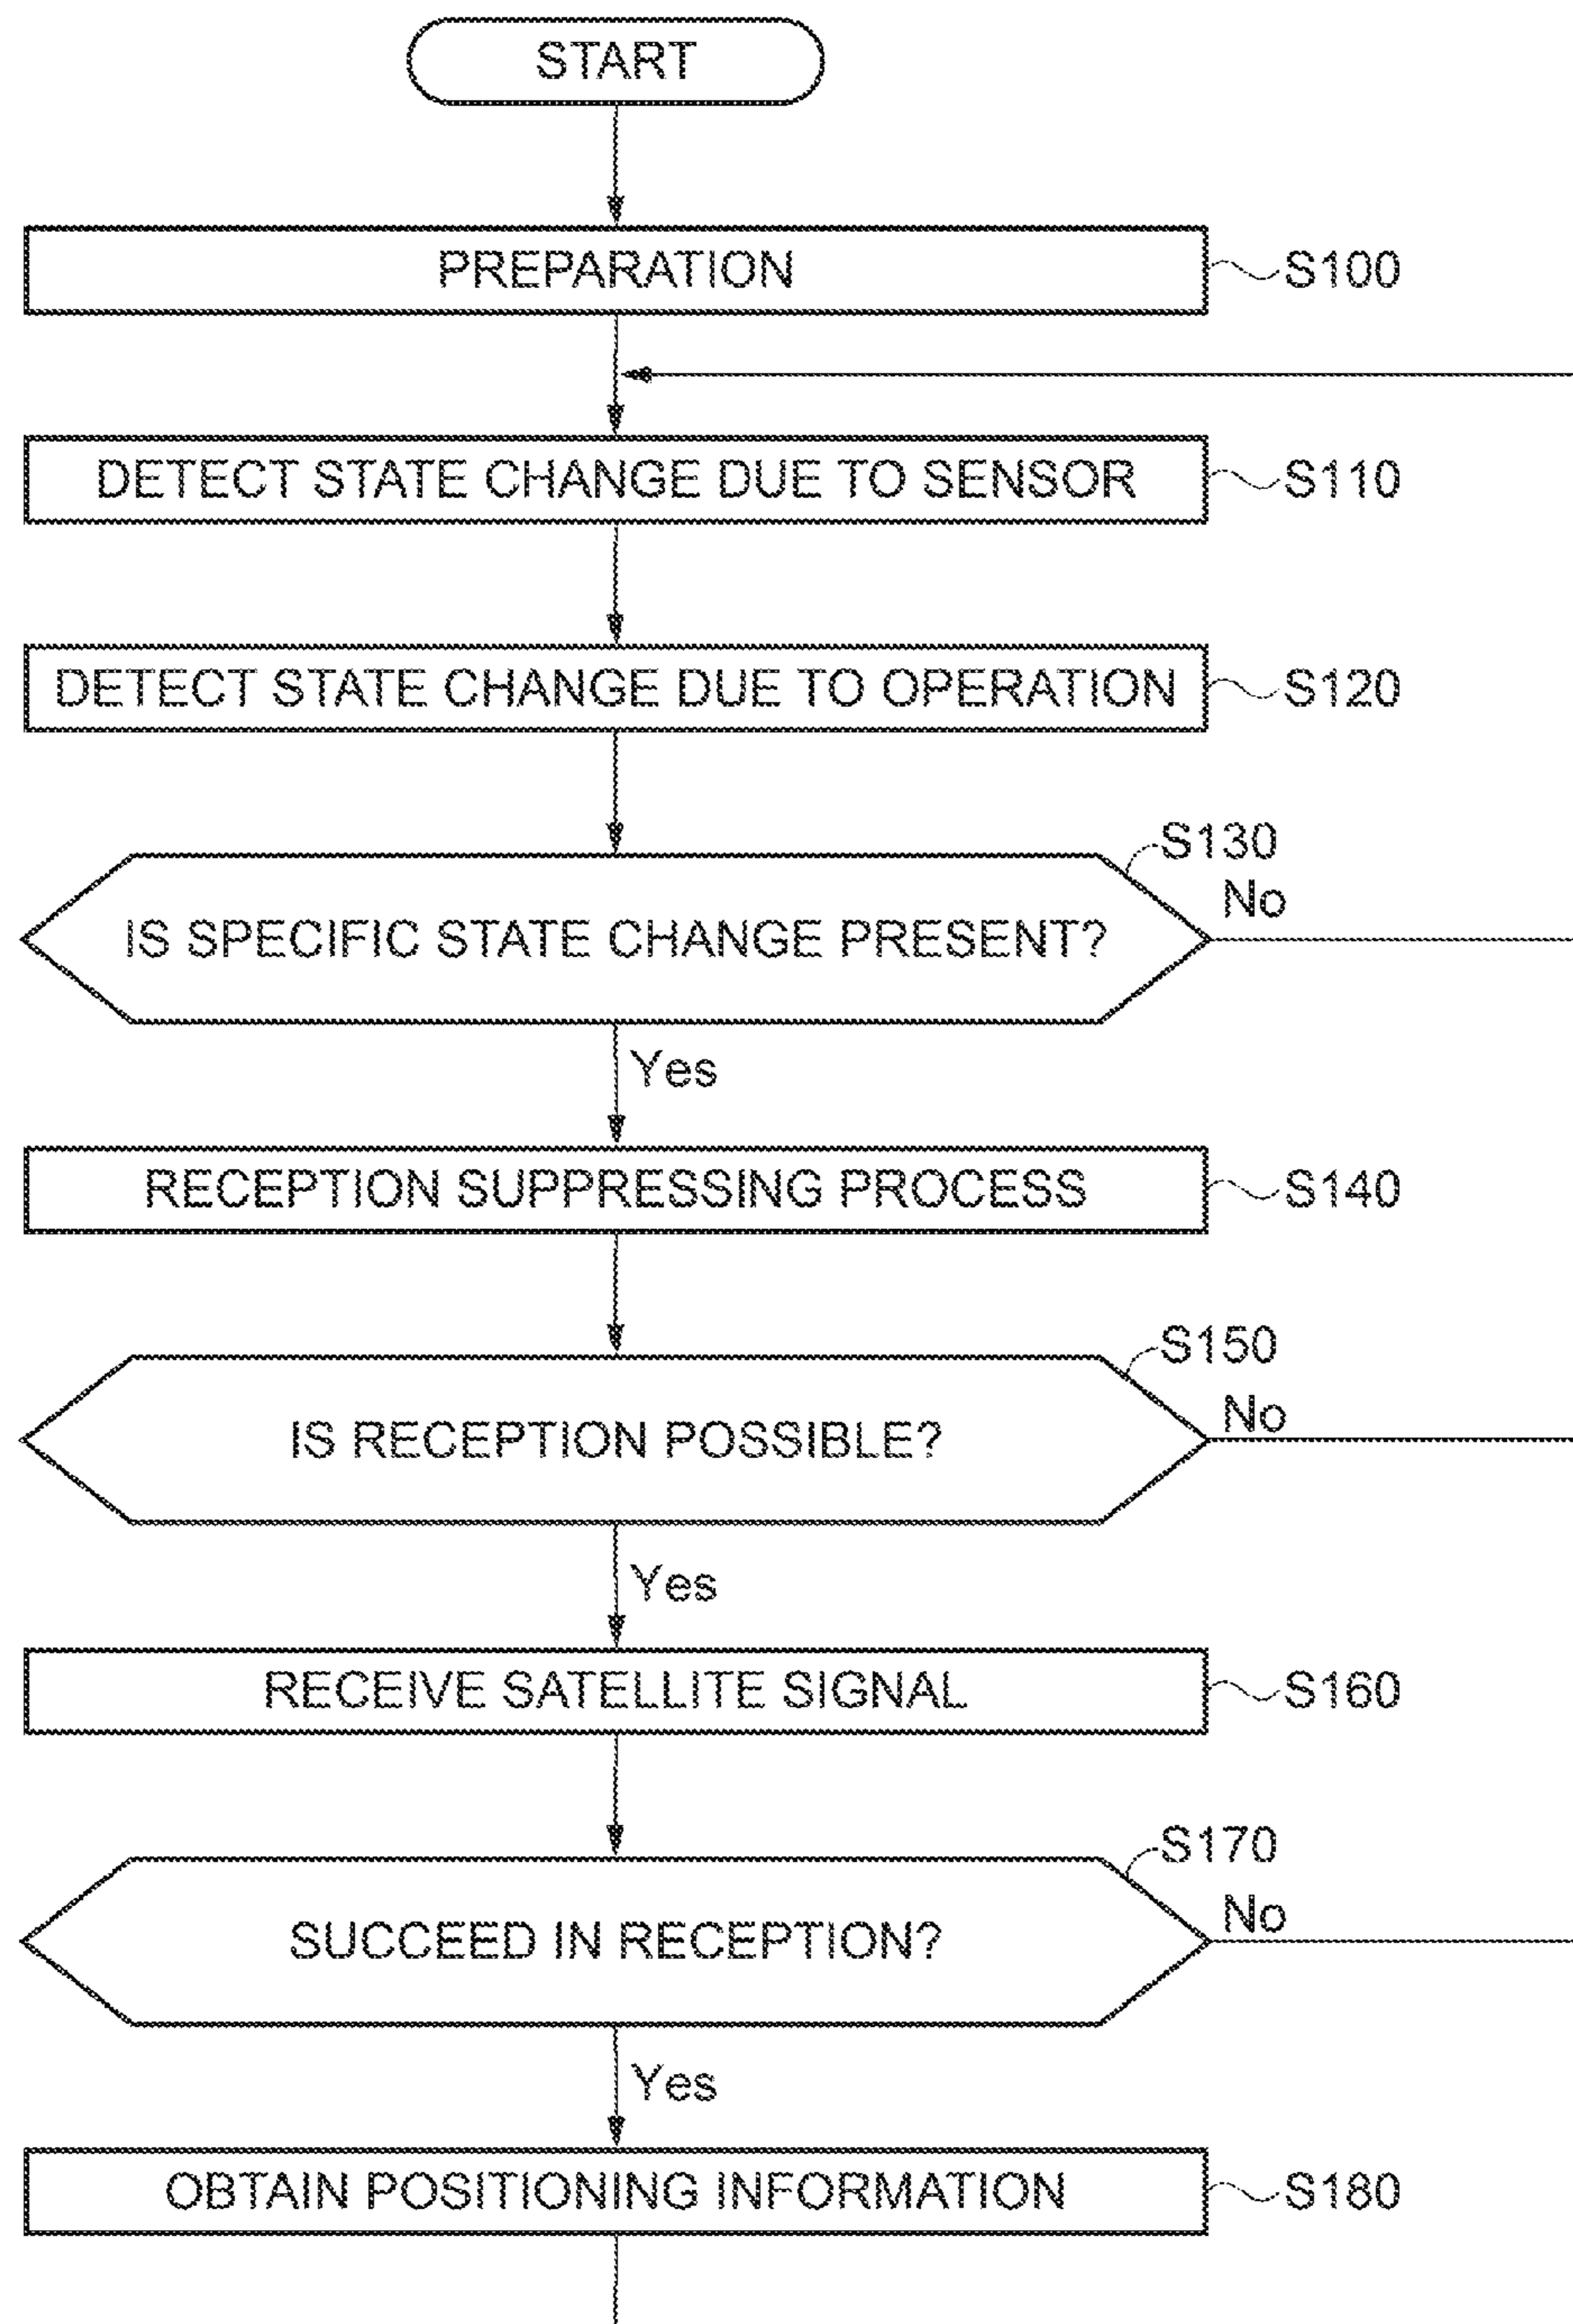 START
PREPARATION
S100
DETECT STATE CHANGE DUE TO SENSOR
S110
DETECT STATE CHANGE DUE TO OPERATION
S120
S130
No
IS SPECIFIC STATE CHANGE PRESENT?
Yes
RECEPTION SUPPRESSING PROCESS
S140
S150
No
IS RECEPTION POSSIBLE?
Yes
RECEIVE SATELLITE SIGNAL
S160
S170
No
SUCCEED IN RECEPTION?
Yes
OBTAIN POSITIONING INFORMATION
S180